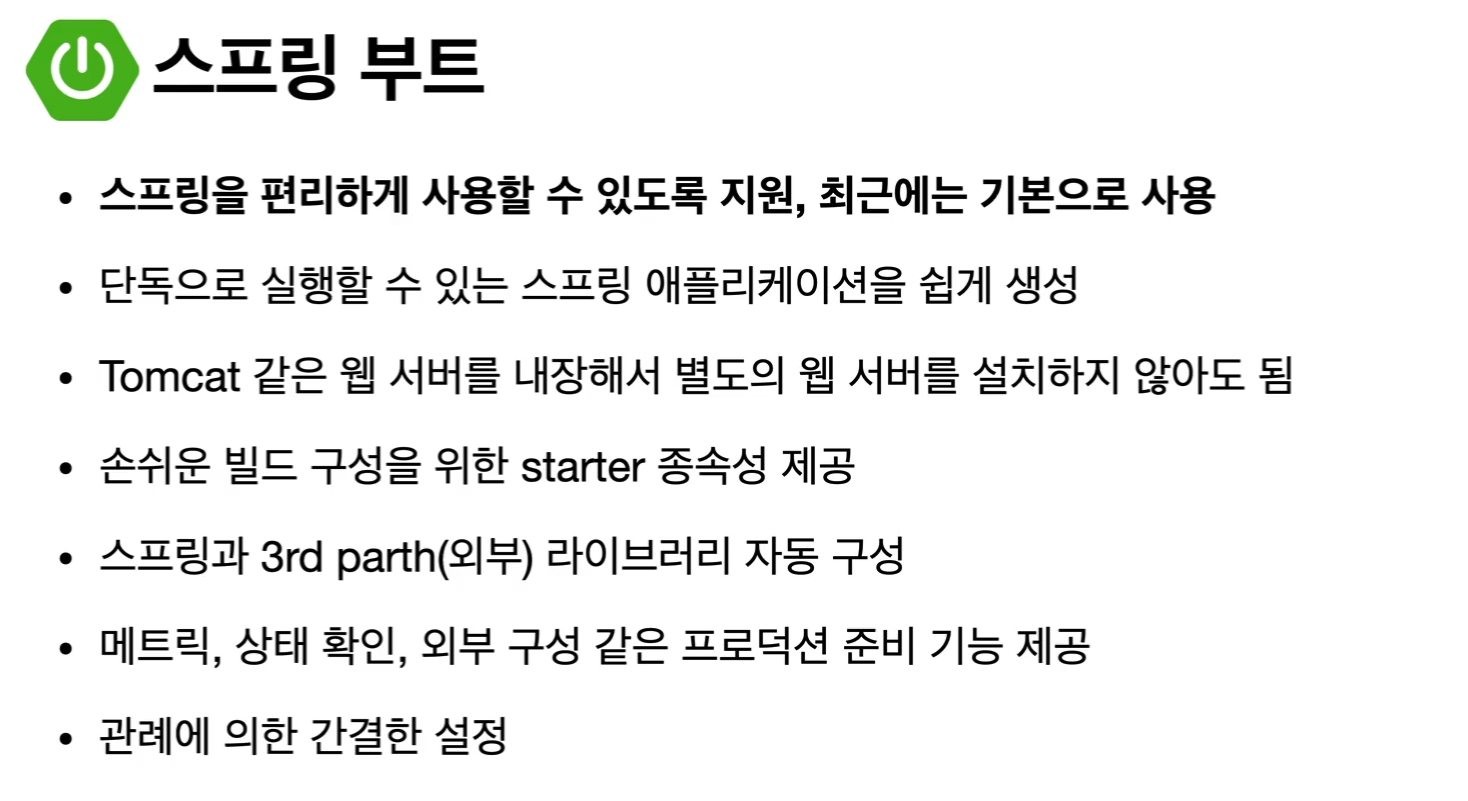 스프링 부트
• 스프링을 편리하게 사용할 수 있도록 지원, 최근에는 기본으로 사용
• 단독으로 실행할 수 있는 스프링 애플리케이션을 쉽게 생성
• Tomcat 같은 웹 서버를 내장해서 별도의 웹 서버를 설치하지 않아도 됨
• 손쉬운 빌드 구성을 위한 starter 종속성 제공
• 스프링과 3rd parth(외부) 라이브러리 자동 구성
• 메트릭, 상태 확인, 외부 구성 같은 프로덕션 준비 기능 제공
• 관례에 의한 간결한 설정